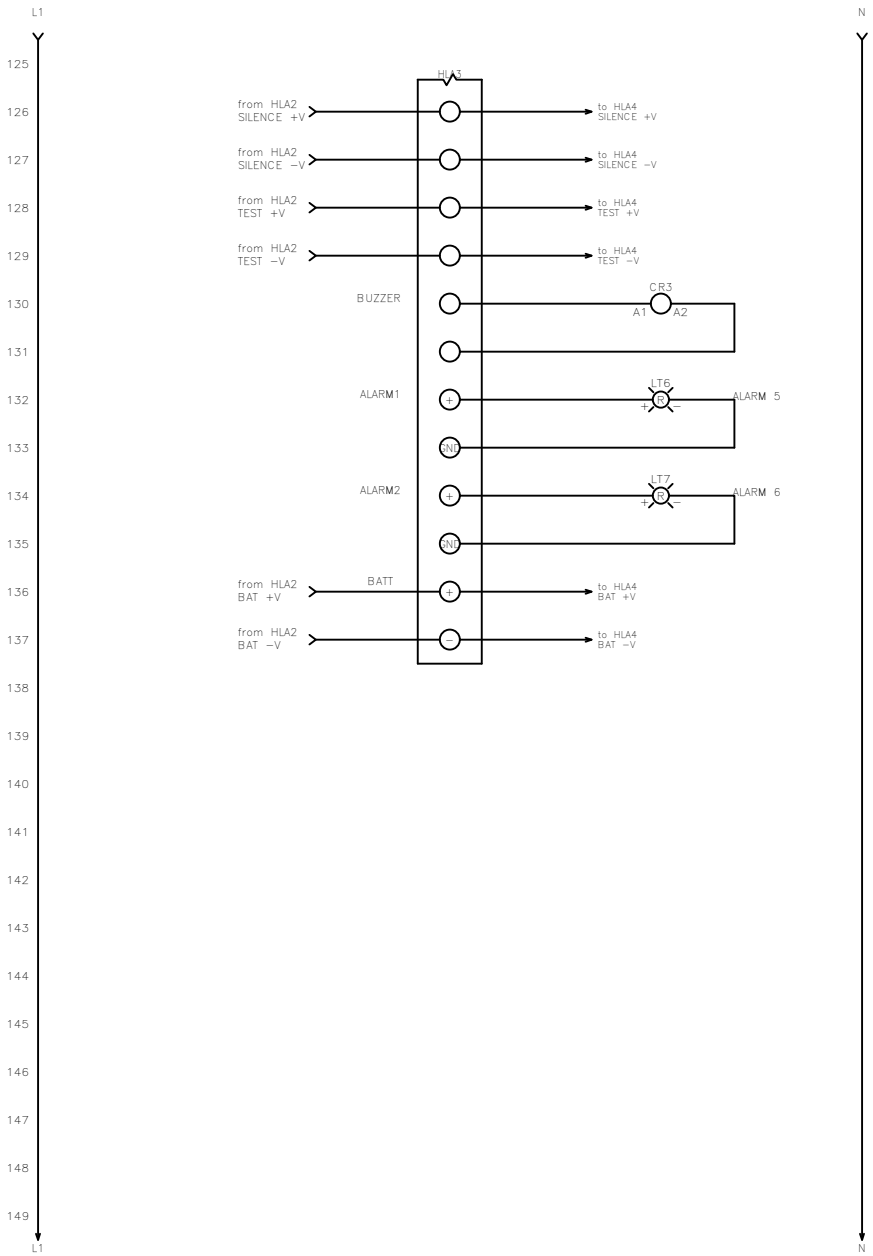 L1 N
125
HLA3
from HLA2
SILENCE +V
126
to HLA4
SILENCE +V
from HLA2
SILENCE −V
127
to HLA4
SILENCE −V
from HLA2
TEST +V
128
to HLA4
TEST +V
from HLA2
TEST −V
129
to HLA4
TEST −V
CR3
130 BUZZER
A1 A2
131
LT6
132 ALARM1 + R ALARM 5
+ −
133 GND
LT7
134 ALARM2 + R ALARM 6
+ −
135 GND
from HLA2
BAT +V
136 BATT +
to HLA4
BAT +V
from HLA2
BAT −V
137 −
to HLA4
BAT −V
138
139
140
141
142
143
144
145
146
147
148
149
L1 N